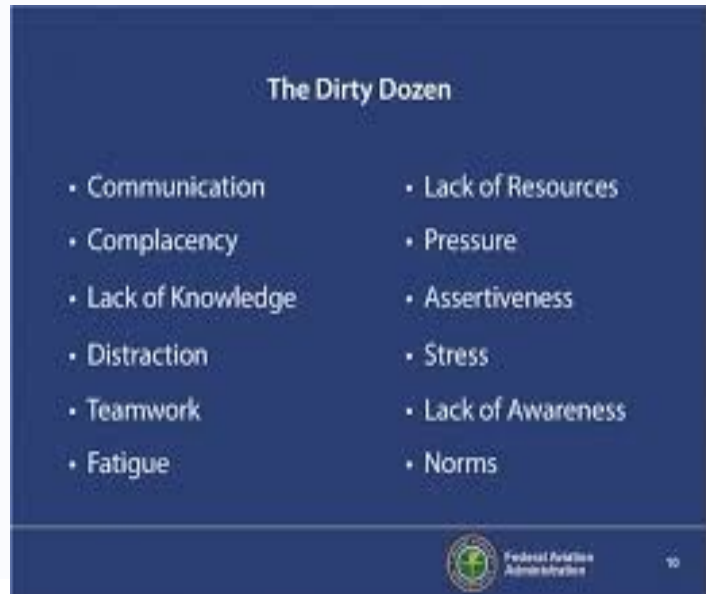 The Dirty Dozen
• Communication
• Complacency
• Lack of Knowledge
• Distraction
• Teamwork
• Fatigue
• Lack of Resources
• Pressure
• Assertiveness
• Stress
• Lack of Awareness
• Norms
Federal Aviation
Administration
10